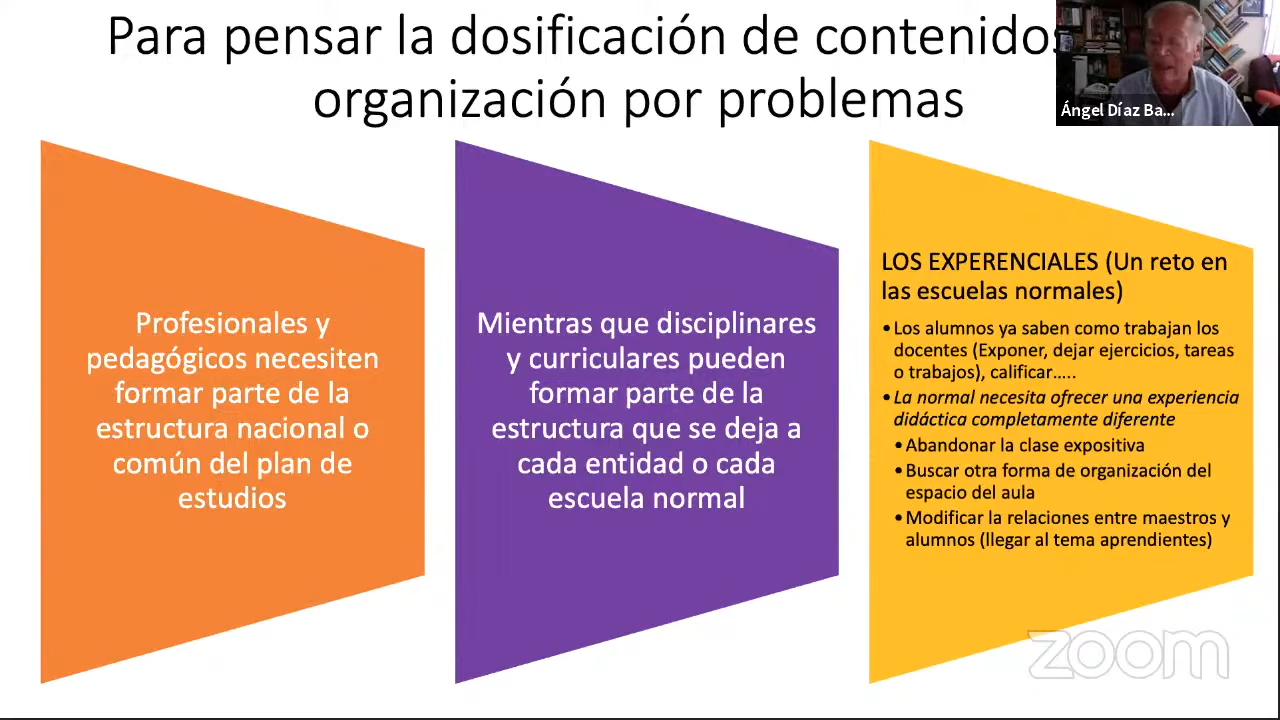 Para pensar la dosificación de contenidos
organización por problemas
Ángel Díaz Ba...
Profesionales y
pedagógicos necesiten
formar parte de la
estructura nacional o
común del plan de
estudios
Mientras que disciplinares
y curriculares pueden
formar parte de la
estructura que se deja a
cada entidad o cada
escuela normal
LOS EXPERENCIALES (Un reto en
las escuelas normales)
•Los alumnos ya saben como trabajan los
docentes (Exponer, dejar ejercicios, tareas
o trabajos), calificar.....
•La normal necesita ofrecer una experiencia
didáctica completamente diferente
•Abandonar la clase expositiva
•Buscar otra forma de organización del
espacio del aula
•Modificar la relaciones entre maestros y
alumnos (llegar al tema aprendientes)
zoom